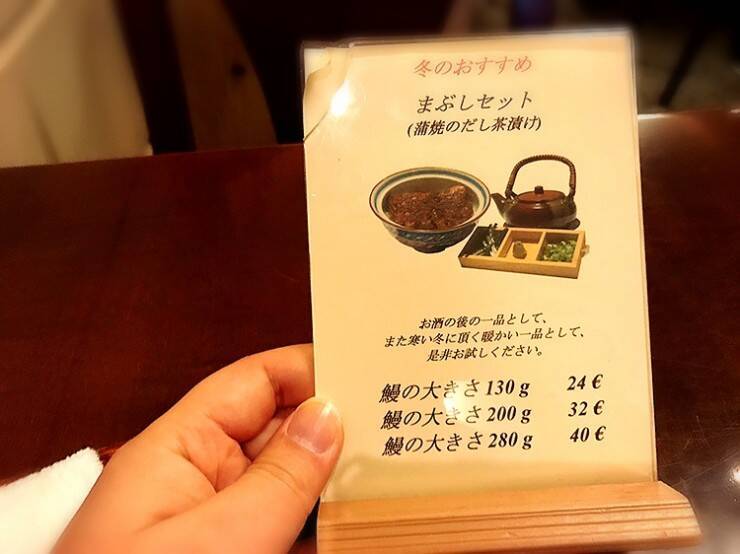 冬のおすすめ
まぶしセット
(蒲焼のだし茶漬け)
お酒の後の一品として、
また寒い冬に頂く暖かい一品として、
是非お試しください。
鰻の大きさ 130 g 24 €
鰻の大きさ 200 g 32 €
鰻の大きさ 280 g 40 €